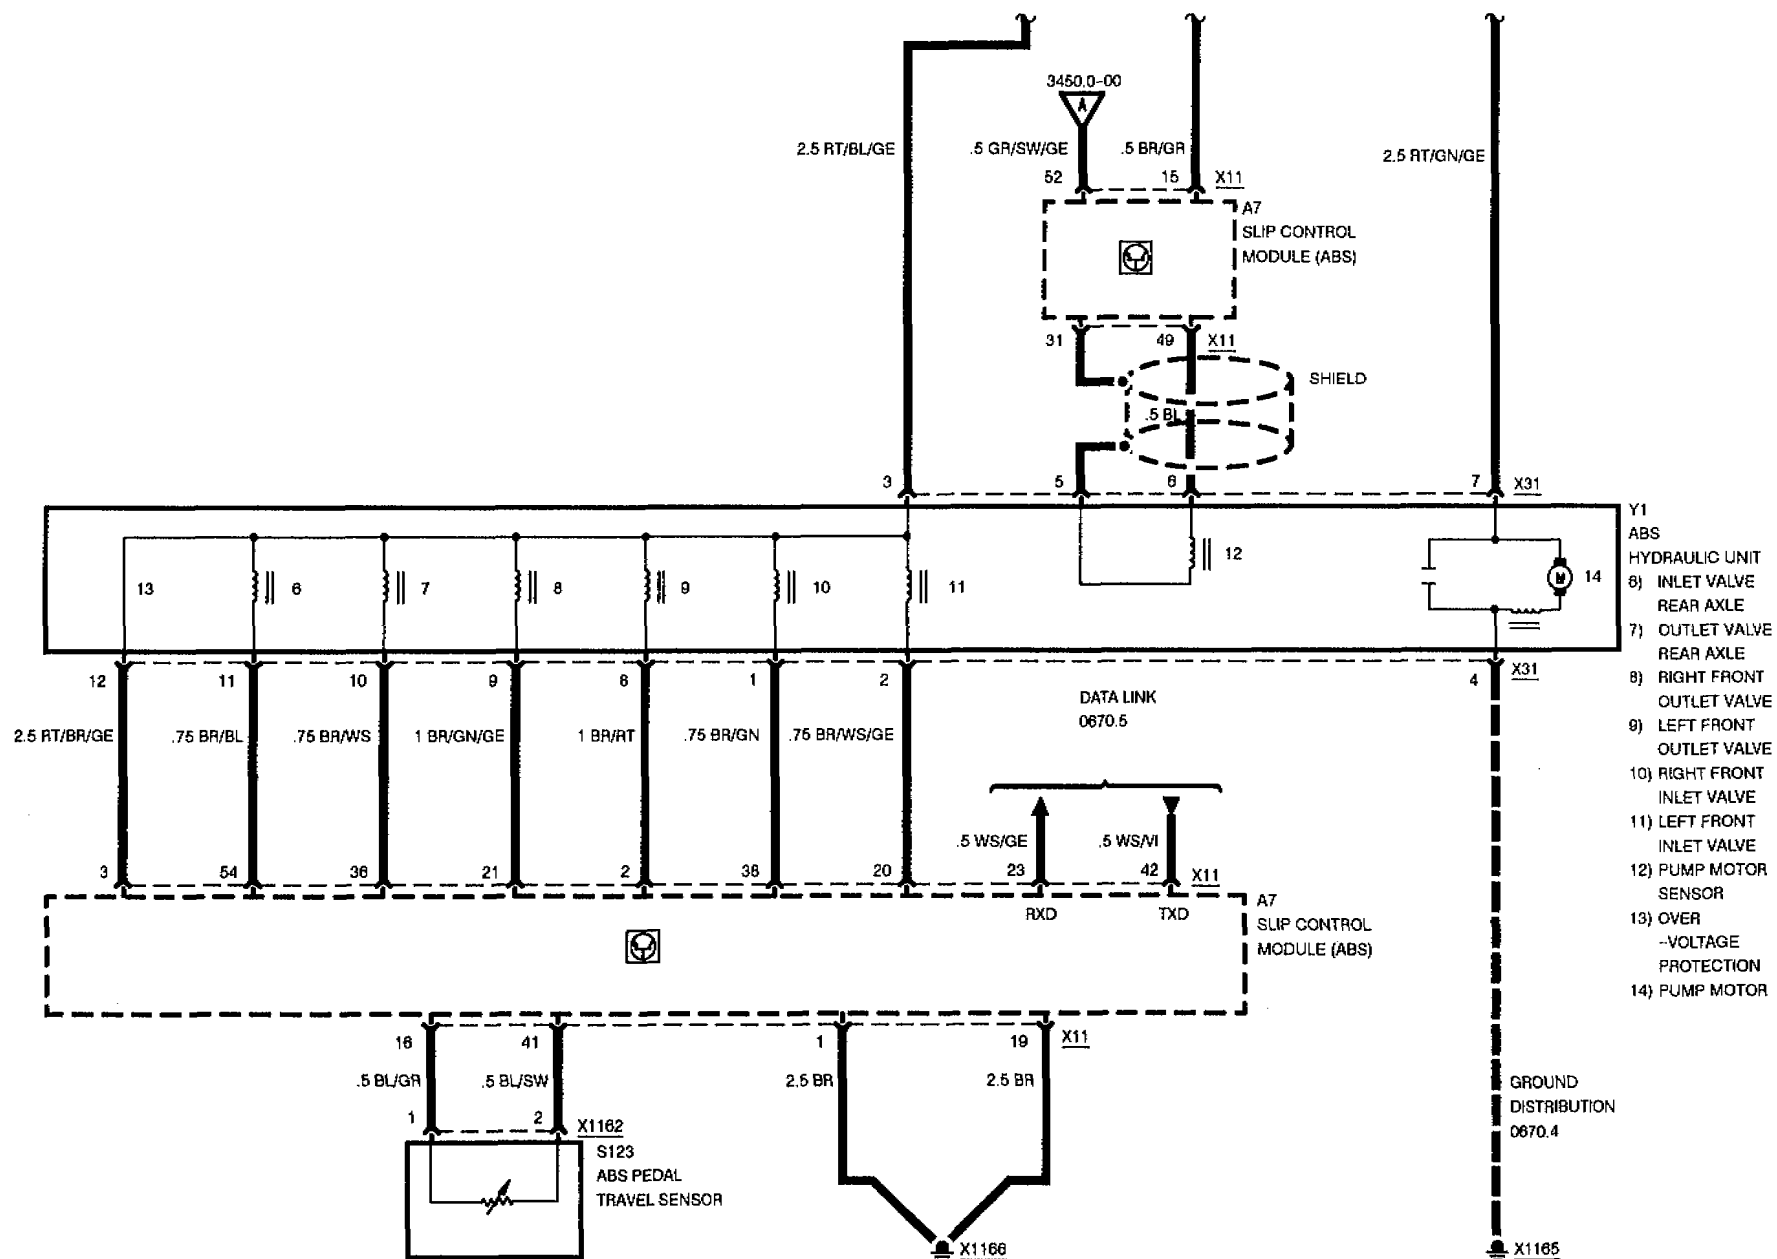 3450.0-00
A
2.5 RT/BL/GE
.5 GR/SW/GE
.5 BR/GR
2.5 RT/GN/GE
52
15
X11
A7
SLIP CONTROL
MODULE (ABS)
31
49
X11
SHIELD
.5 BL
3
5
6
7
X31
Y1
ABS
HYDRAULIC UNIT
6) INLET VALVE
REAR AXLE
7) OUTLET VALVE
REAR AXLE
8) RIGHT FRONT
OUTLET VALVE
9) LEFT FRONT
OUTLET VALVE
10) RIGHT FRONT
INLET VALVE
11) LEFT FRONT
INLET VALVE
12) PUMP MOTOR
SENSOR
13) OVER
-VOLTAGE
PROTECTION
14) PUMP MOTOR
13
6
7
8
9
10
11
12
M
14
12
11
10
9
6
1
2
4
X31
DATA LINK
0670.5
2.5 RT/BR/GE
.75 BR/BL
.75 BR/WS
1 BR/GN/GE
1 BR/RT
.75 BR/GN
.75 BR/WS/GE
.5 WS/GE
.5 WS/VI
3
54
36
21
2
38
20
23
42
X11
RXD
TXD
A7
SLIP CONTROL
MODULE (ABS)
16
41
1
19
X11
.5 BL/GR
.5 BL/SW
2.5 BR
2.5 BR
1
2
X1162
S123
ABS PEDAL
TRAVEL SENSOR
GROUND
DISTRIBUTION
0670.4
X1166
X1165